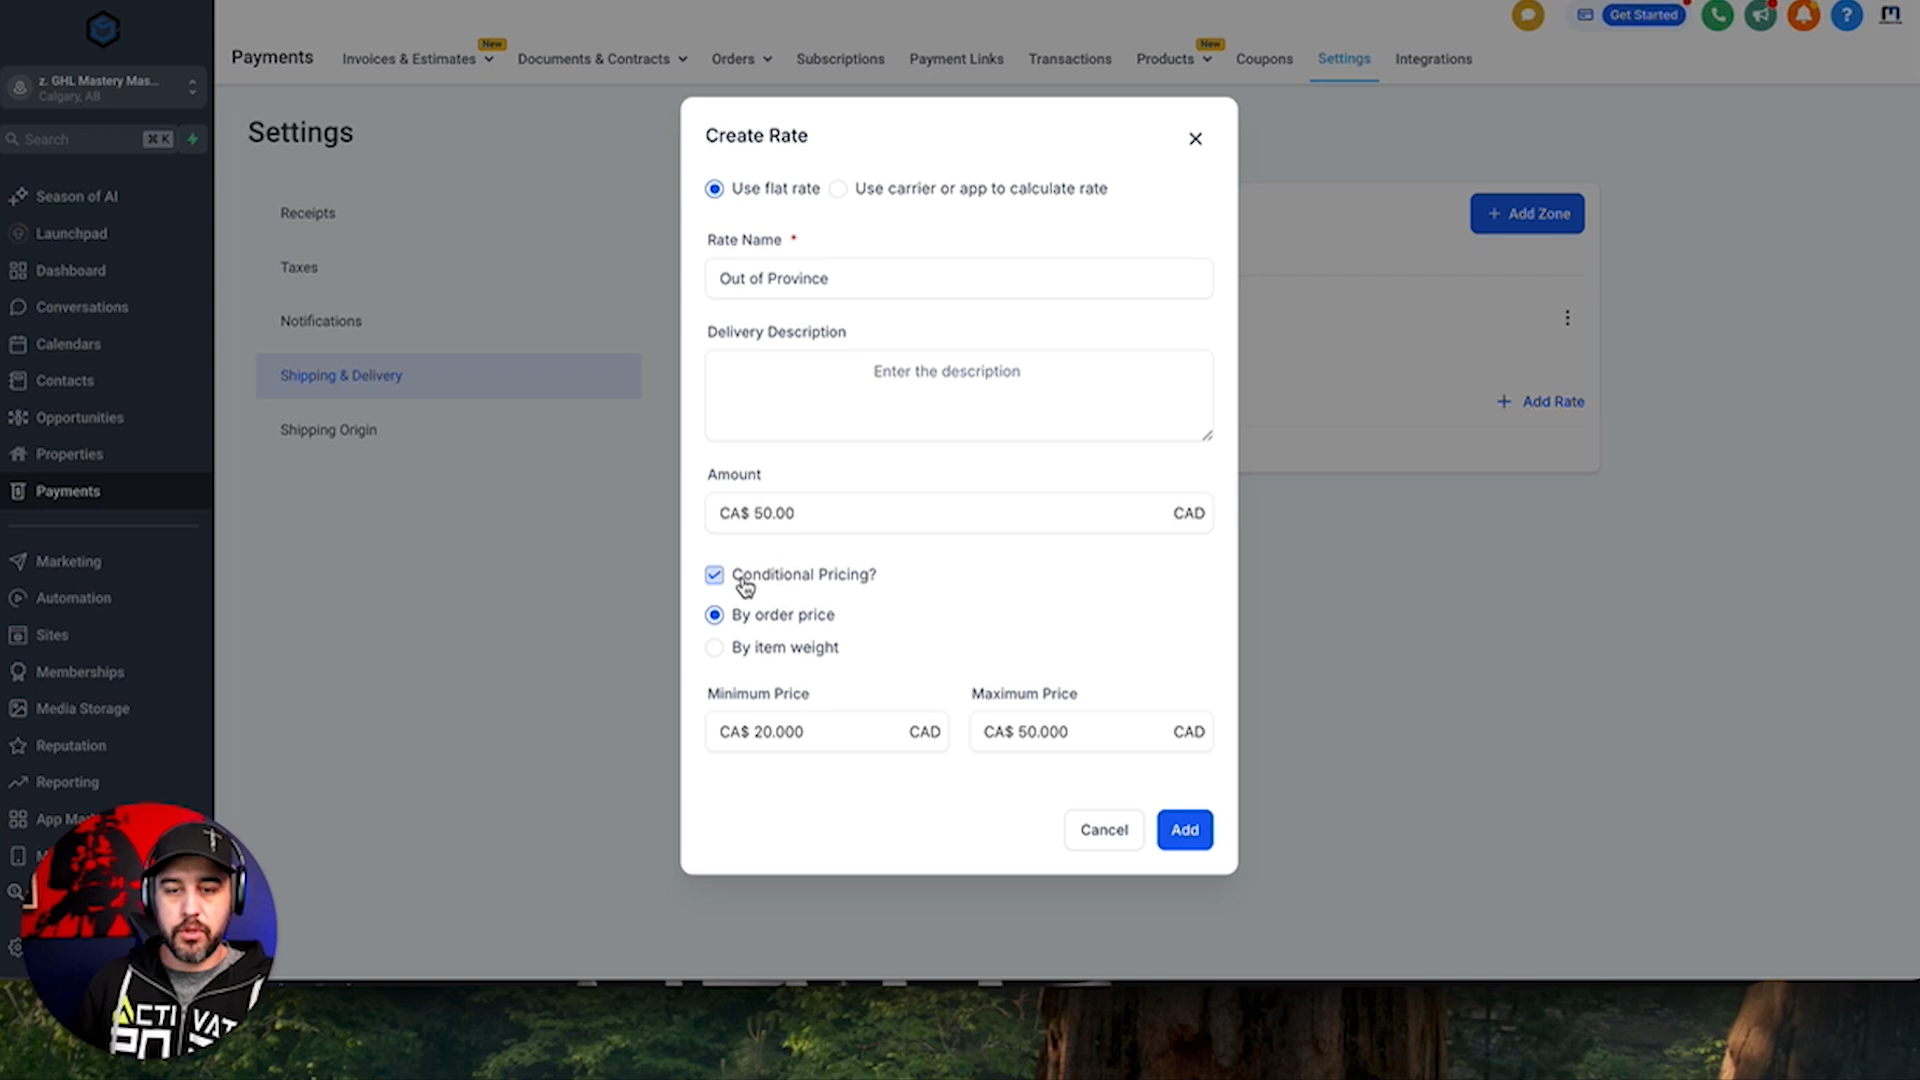 Get Started
Payments
Invoices & Estimates
New
Documents & Contracts
Orders
Subscriptions
Payment Links
Transactions
Products
New
Coupons
Settings
Integrations
z. GHL Mastery Mas...
Calgary, AB
Search
⌘ K
Season of AI
Launchpad
Dashboard
Conversations
Calendars
Contacts
Opportunities
Properties
Payments
Marketing
Automation
Sites
Memberships
Media Storage
Reputation
Reporting
Settings
Receipts
Taxes
Notifications
Shipping & Delivery
Shipping Origin
+ Add Zone
+ Add Rate
Create Rate
Use flat rate
Use carrier or app to calculate rate
Rate Name *
Out of Province
Delivery Description
Enter the description
Amount
CA$ 50.00 CAD
Conditional Pricing?
By order price
By item weight
Minimum Price
Maximum Price
CA$ 20.000 CAD
CA$ 50.000 CAD
Cancel
Add